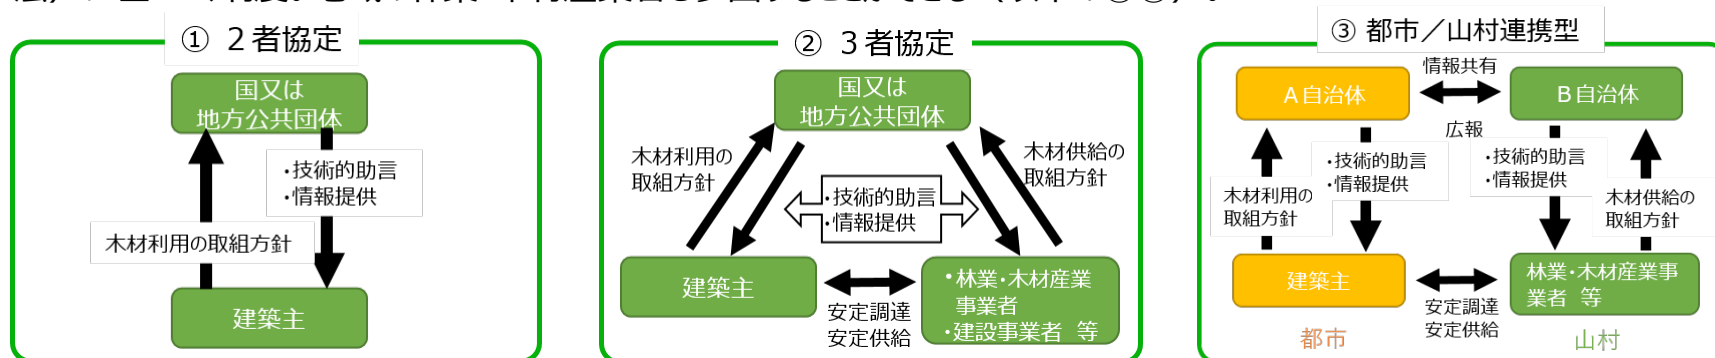 ① 2者協定
国又は
地方公共団体
・技術的助言
・情報提供
木材利用の取組方針
建築主
② 3者協定
国又は
地方公共団体
木材利用の
取組方針
木材供給の
取組方針
・技術的助言
・情報提供
建築主
・林業・木材産業
事業者
・建設事業者 等
安定調達
安定供給
③ 都市／山村連携型
A自治体
情報共有
B自治体
広報
・技術的助言
・情報提供
・技術的助言
・情報提供
木材利用の
取組方針
木材供給の
取組方針
建築主
林業・木材産業事
業者 等
安定調達
安定供給
都市
山村